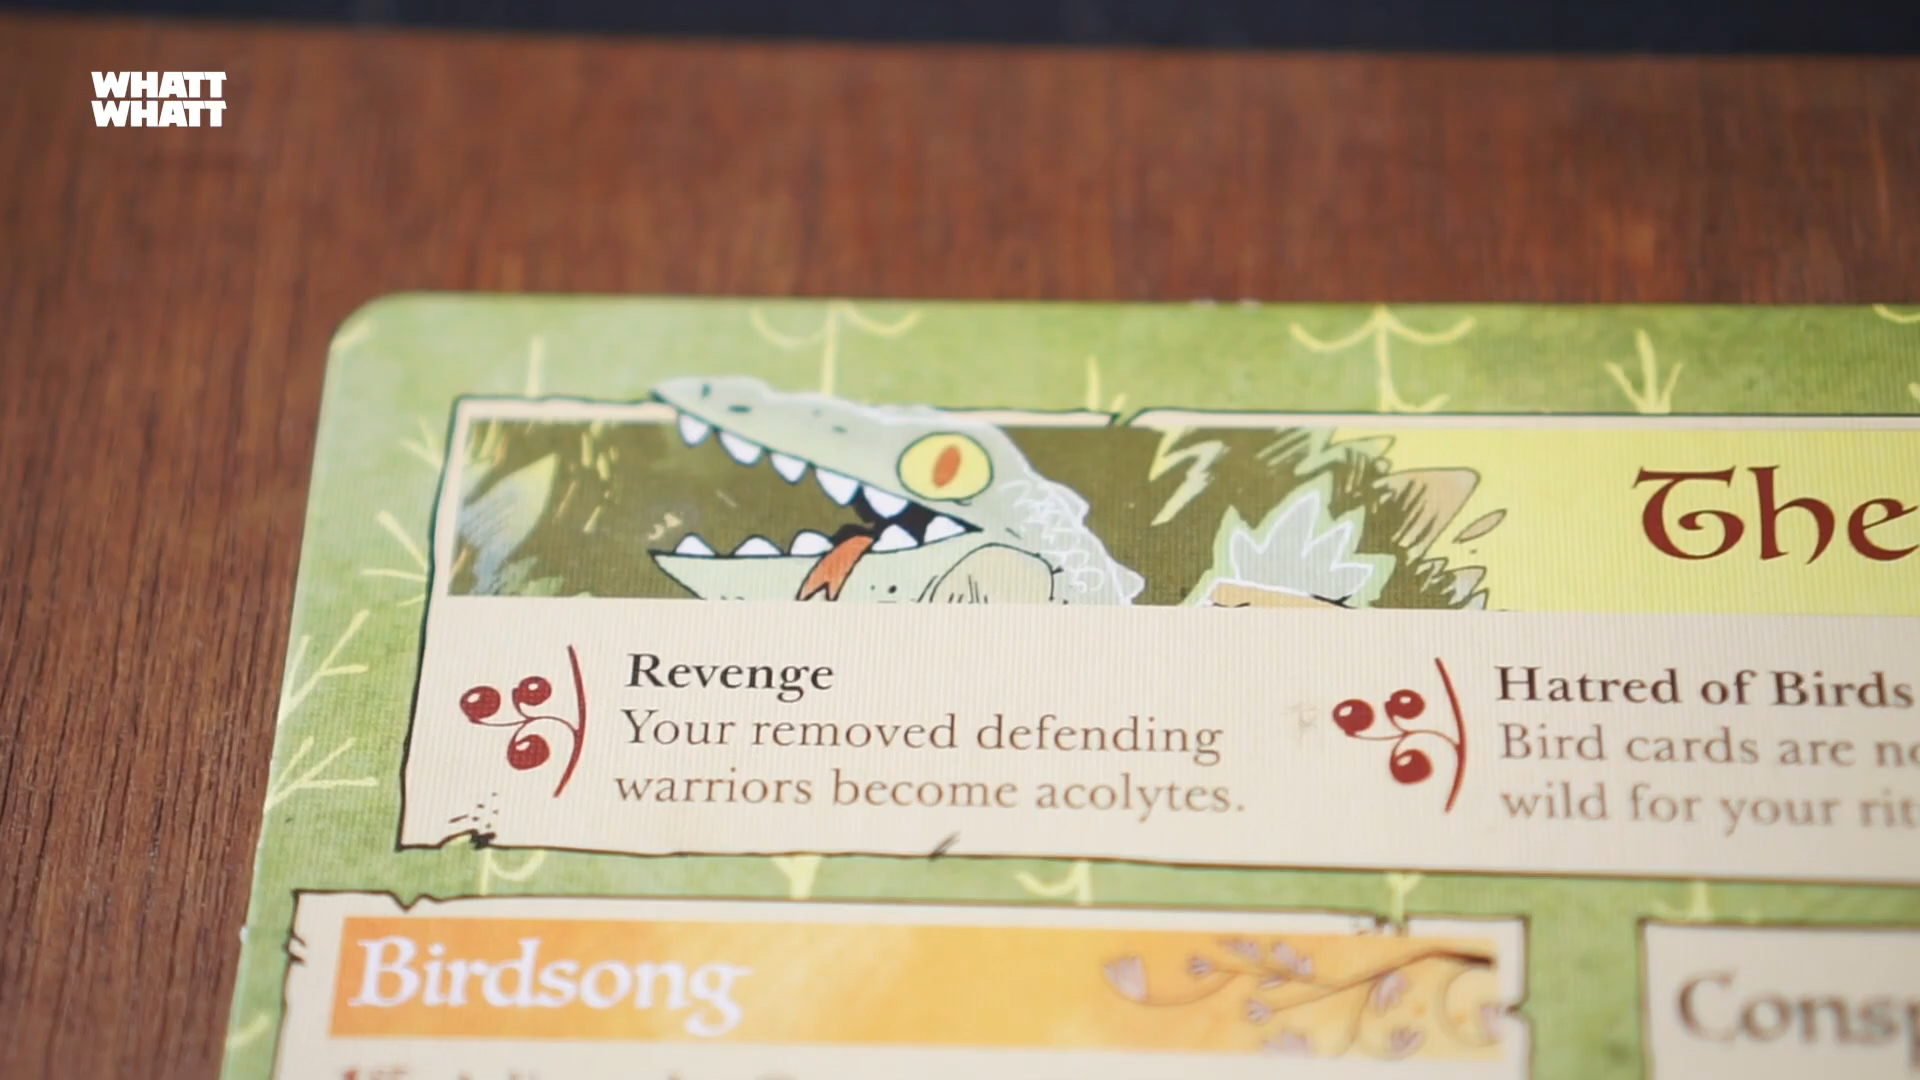 WHATT
WHATT
The
Revenge
Your removed defending
warriors become acolytes.
Hatred of Birds
Bird cards are
wild for your
Birdsong